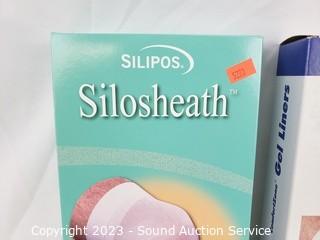 SILIPOS.
Silosheath™
Gel Liners
Copyright 2023 - Sound Auction Service